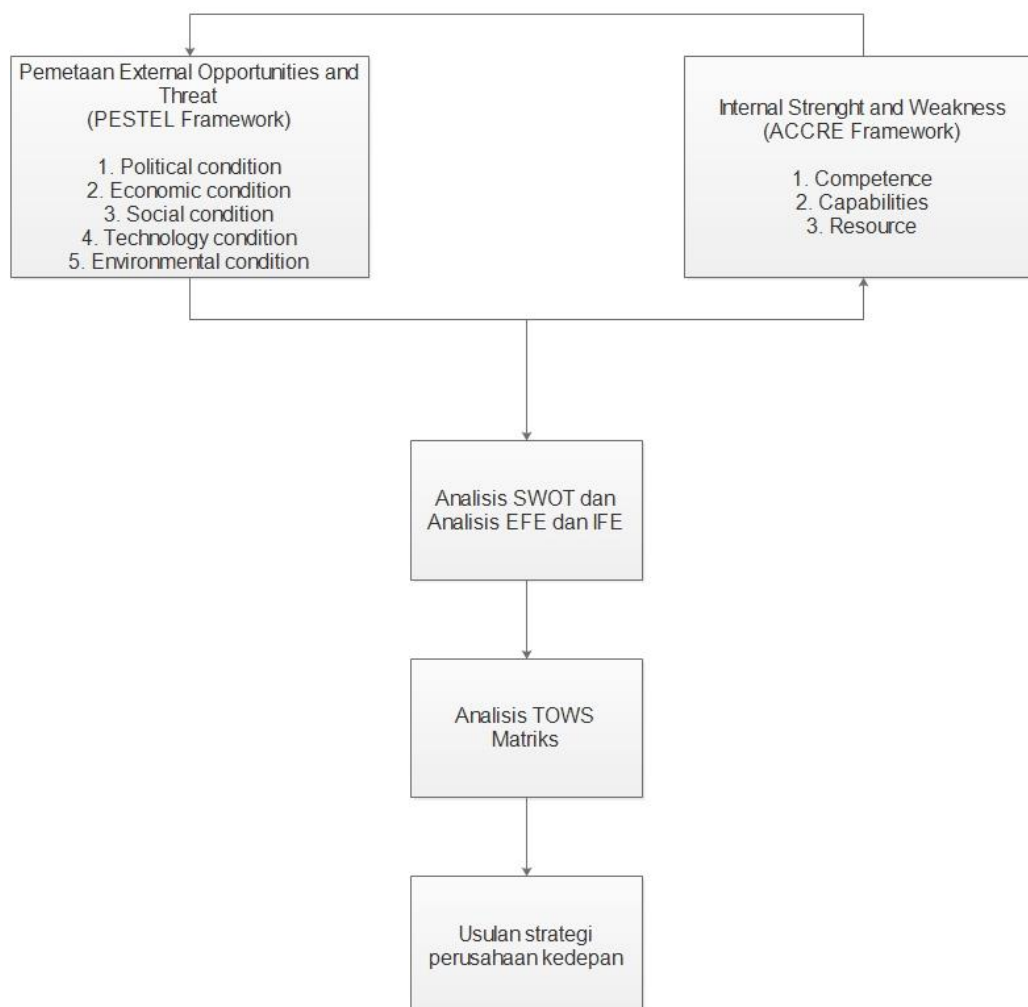 Pemetaan External Opportunities and
Threat
(PESTEL Framework)
1. Political condition
2. Economic condition
3. Social condition
4. Technology condition
5. Environmental condition
Internal Strenght and Weakness
(ACCRE Framework)
1. Competence
2. Capabilities
3. Resource
Analisis SWOT dan
Analisis EFE dan IFE
Analisis TOWS
Matriks
Usulan strategi
perusahaan kedepan